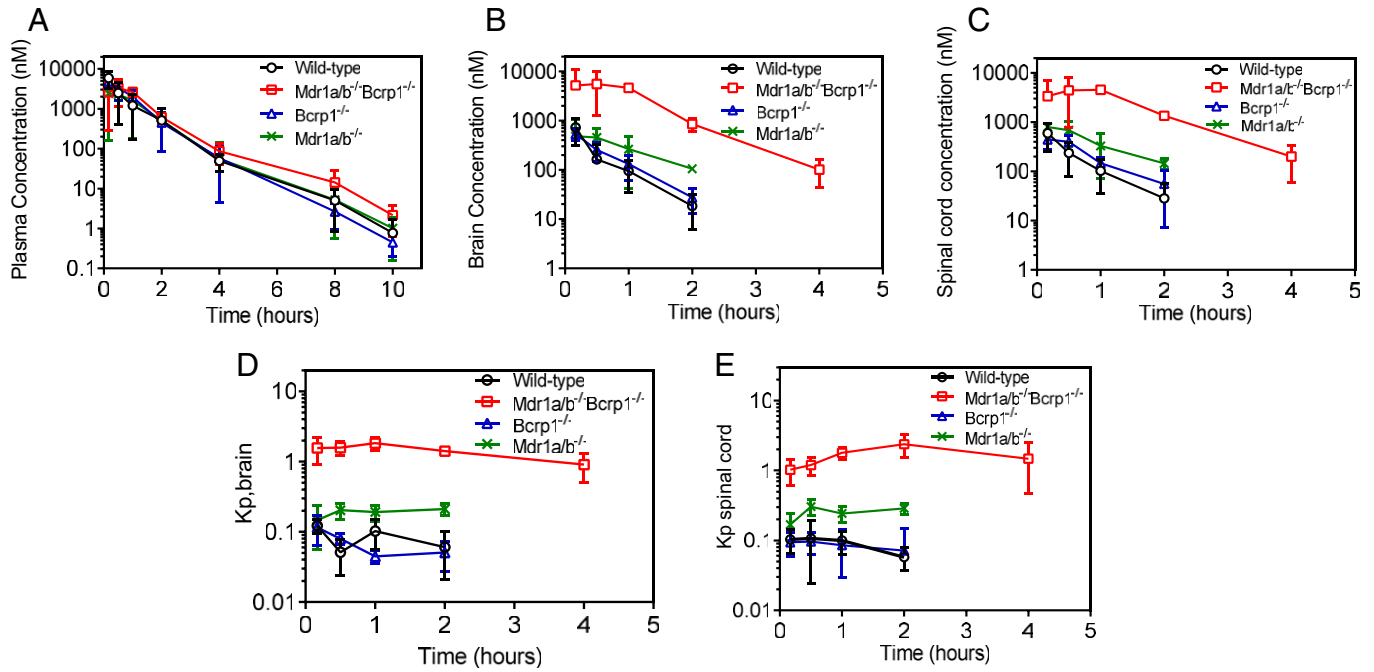 A
Plasma Concentration (nM)
10000
1000
100
10
1
0.1
0 2 4 6 8 10
Time (hours)
Wild-type
Mdr1a/b-/-Bcrp1-/-
Bcrp1-/-
Mdr1a/b-/-
B
Brain Concentration (nM)
10000
1000
100
10
1
0 1 2 3 4 5
Time (hours)
Wild-type
Mdr1a/b-/-Bcrp1-/-
Bcrp1-/-
Mdr1a/b-/-
C
Spinal cord concentration (nM)
10000
1000
100
10
1
0 1 2 3 4 5
Time (hours)
Wild-type
Mdr1a/b-/-Bcrp1-/-
Bcrp1-/-
Mdr1a/b-/-
D
Kp,brain
10
1
0.1
0.01
0 1 2 3 4 5
Time (hours)
Wild-type
Mdr1a/b-/-Bcrp1-/-
Bcrp1-/-
Mdr1a/b-/-
E
Kp spinal cord
10
1
0.1
0.01
0 1 2 3 4 5
Time (hours)
Wild-type
Mdr1a/b-/-Bcrp1-/-
Bcrp1-/-
Mdr1a/b-/-